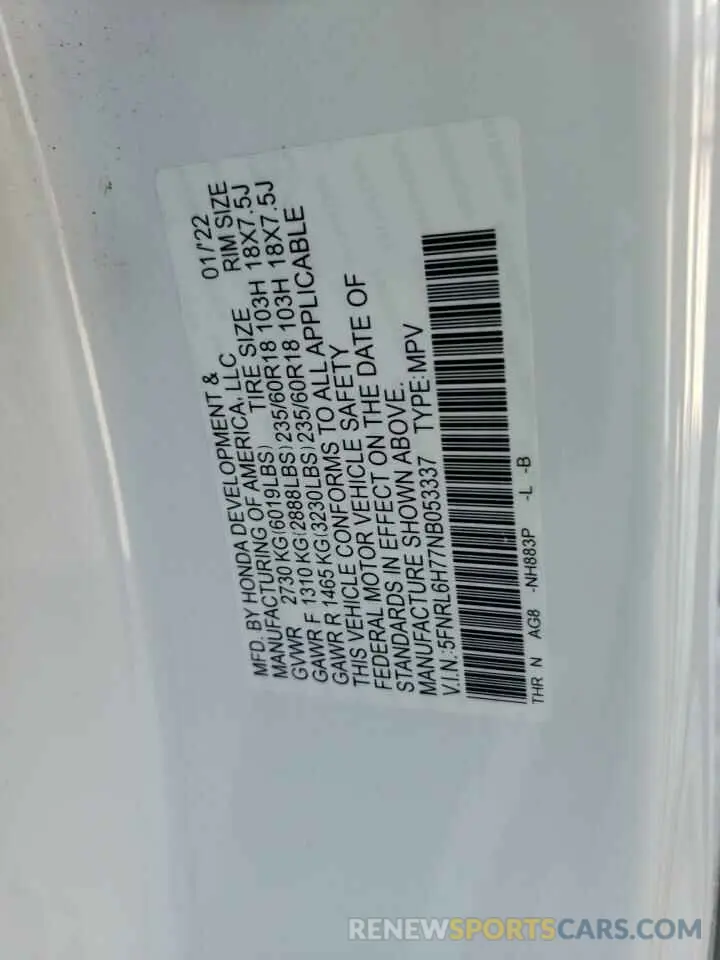 MFD. BY HONDA DEVELOPMENT & 01/'22
MANUFACTURING OF AMERICA, LLC RIM SIZE
GVWR 2730 KG(6019LBS) TIRE SIZE 18X7.5J
GAWR F 1310 KG(2888LBS)235/60R18 103H 18X7.5J
GAWR R 1465 KG(3230LBS)235/60R18 103H
THIS VEHICLE CONFORMS TO ALL APPLICABLE
FEDERAL MOTOR VEHICLE SAFETY
STANDARDS IN EFFECT ON THE DATE OF
MANUFACTURE SHOWN ABOVE.
V.I.N.:5FNRL6H77NB053337 TYPE:MPV
THR N AG8 -NH883P -L -B
RENEWSPORTSCARS.COM